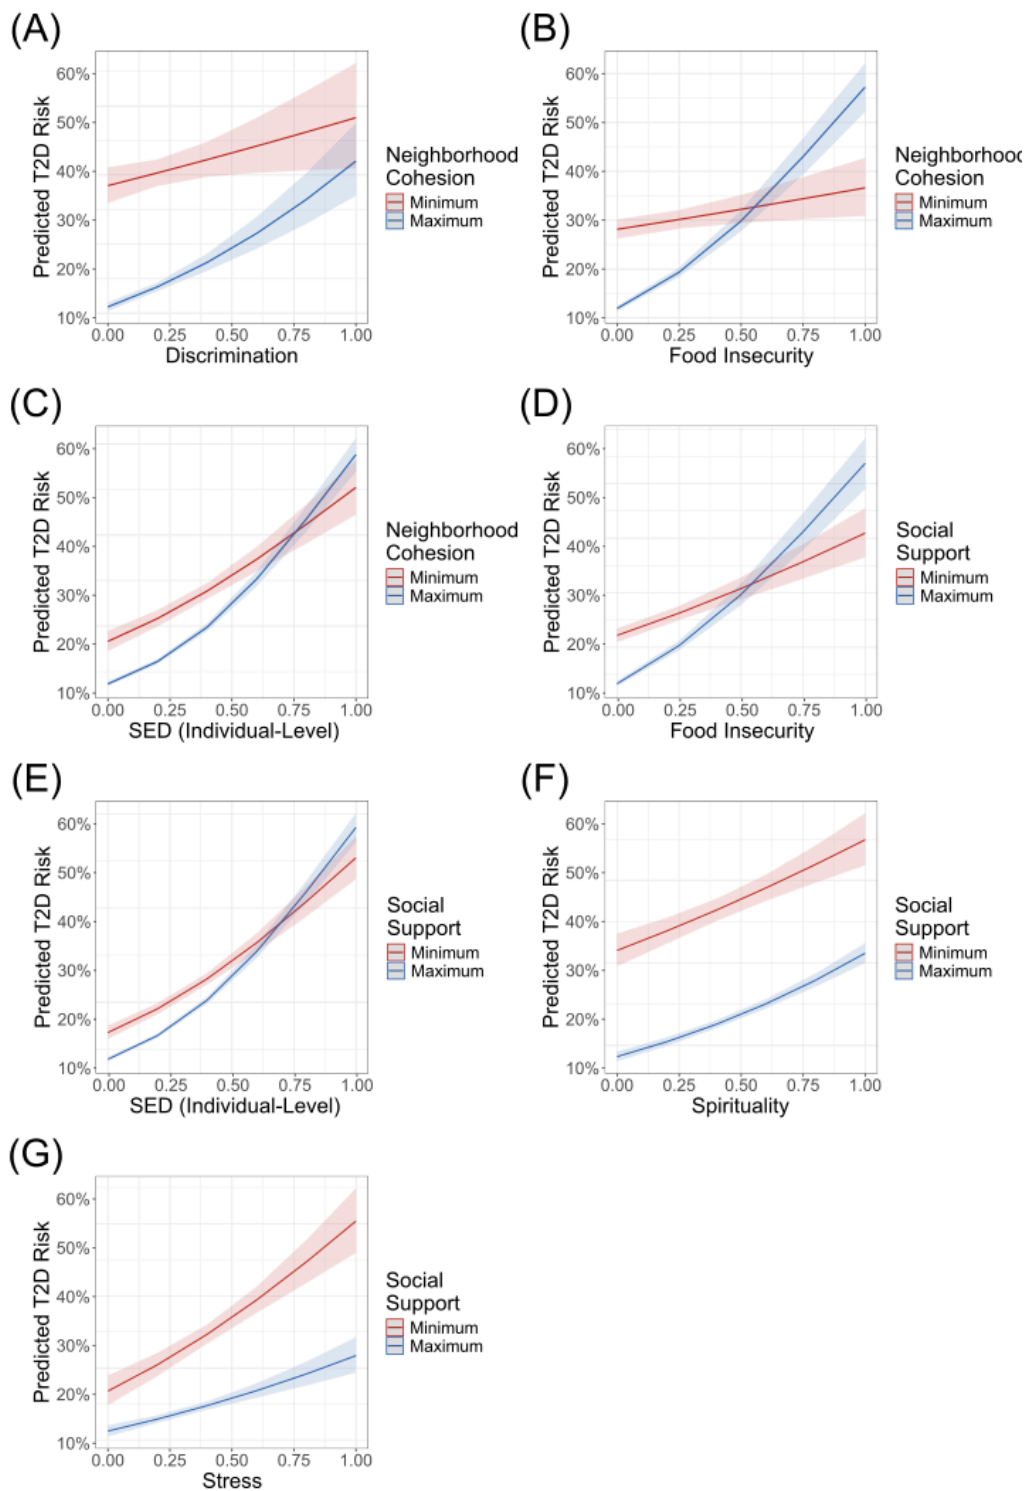 (A)
Predicted T2D Risk
60%
50%
40%
30%
20%
10%
0.00 0.25 0.50 0.75 1.00
Discrimination
Neighborhood
Cohesion
Minimum
Maximum
(B)
Predicted T2D Risk
60%
50%
40%
30%
20%
10%
0.00 0.25 0.50 0.75 1.00
Food Insecurity
Neighborhood
Cohesion
Minimum
Maximum
(C)
Predicted T2D Risk
60%
50%
40%
30%
20%
10%
0.00 0.25 0.50 0.75 1.00
SED (Individual-Level)
Neighborhood
Cohesion
Minimum
Maximum
(D)
Predicted T2D Risk
60%
50%
40%
30%
20%
10%
0.00 0.25 0.50 0.75 1.00
Food Insecurity
Social
Support
Minimum
Maximum
(E)
Predicted T2D Risk
60%
50%
40%
30%
20%
10%
0.00 0.25 0.50 0.75 1.00
SED (Individual-Level)
Social
Support
Minimum
Maximum
(F)
Predicted T2D Risk
60%
50%
40%
30%
20%
10%
0.00 0.25 0.50 0.75 1.00
Spirituality
Social
Support
Minimum
Maximum
(G)
Predicted T2D Risk
60%
50%
40%
30%
20%
10%
0.00 0.25 0.50 0.75 1.00
Stress
Social
Support
Minimum
Maximum